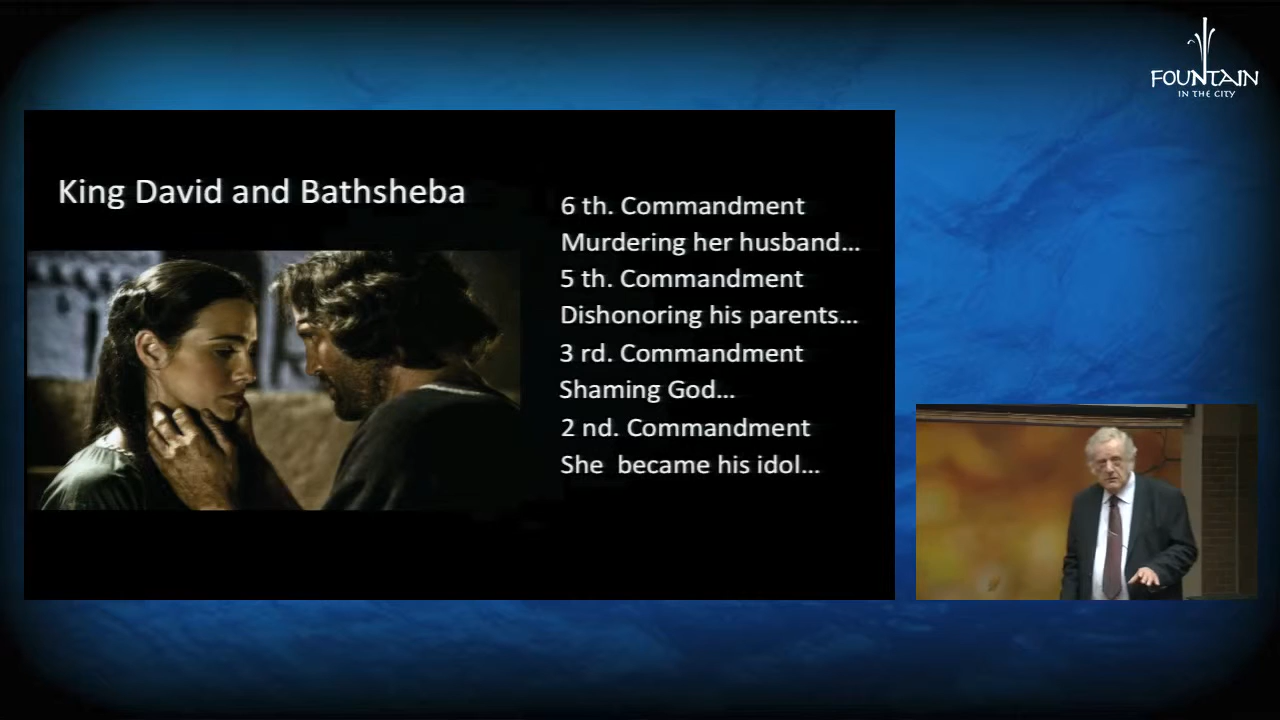 FOUNTAIN
IN THE CITY
King David and Bathsheba
6 th. Commandment
Murdering her husband...
5 th. Commandment
Dishonoring his parents...
3 rd. Commandment
Shaming God...
2 nd. Commandment
She  became his idol...